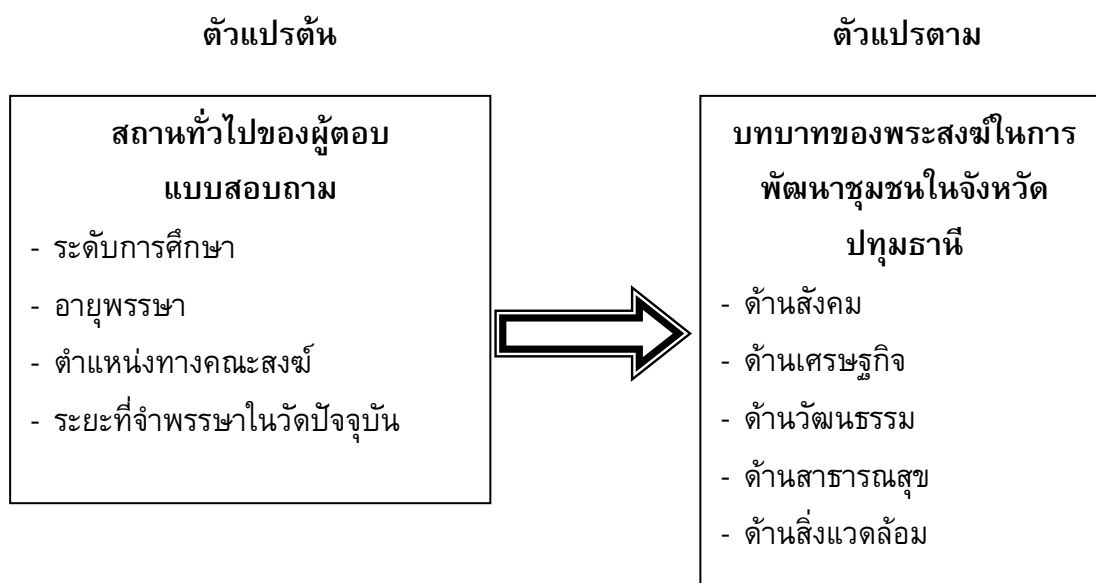 ตัวแปรต้น
ตัวแปรตาม
สถานทั่วไปของผู้ตอบ
แบบสอบถาม
- ระดับการศึกษา
- อายุพรรษา
- ตำแหน่งทางคณะสงฆ์
- ระยะที่จำพรรษาในวัดปัจจุบัน
บทบาทของพระสงฆ์ในการ
พัฒนาชุมชนในจังหวัด
ปทุมธานี
- ด้านสังคม
- ด้านเศรษฐกิจ
- ด้านวัฒนธรรม
- ด้านสาธารณสุข
- ด้านสิ่งแวดล้อม